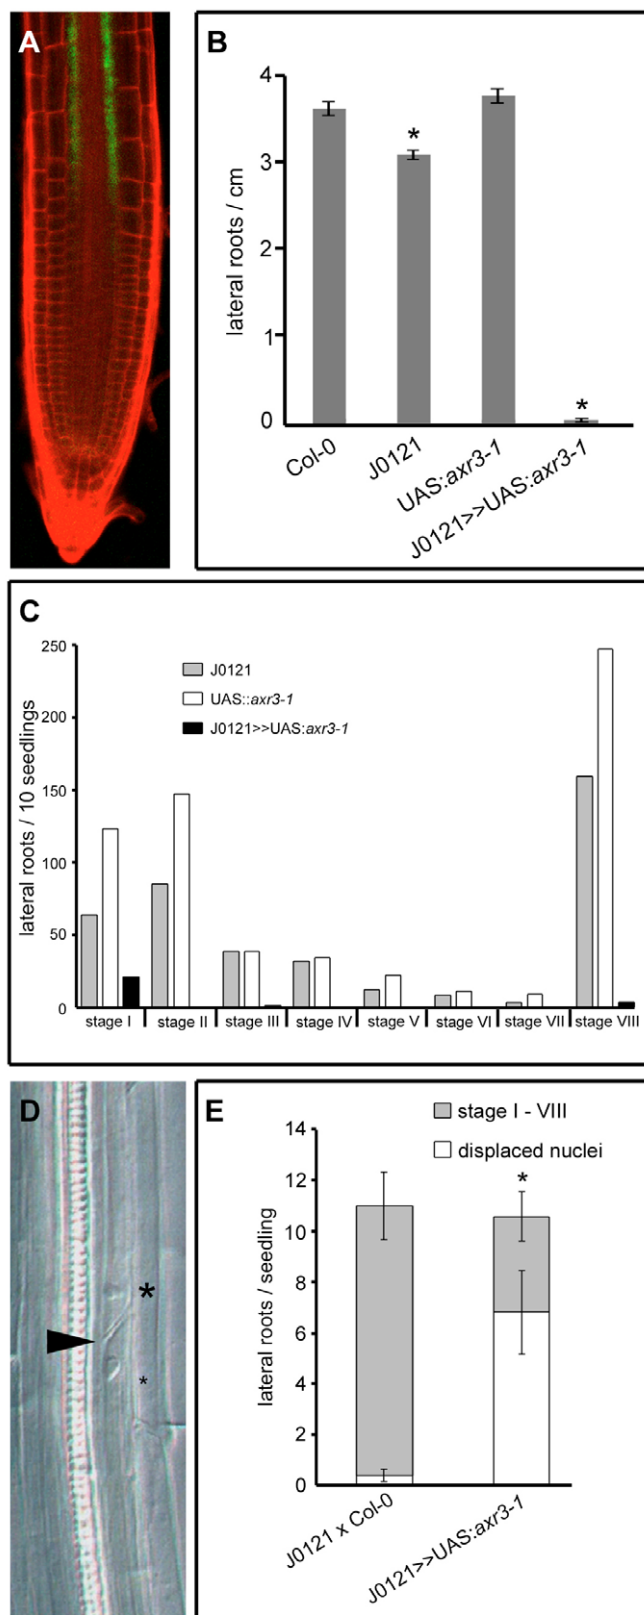 A
B
lateral roots / cm
4
3
2
1
0
*
*
Col-0
J0121
UAS:axr3-1
J0121>>UAS:axr3-1
C
lateral roots / 10 seedlings
250
200
150
100
50
0
J0121
UAS::axr3-1
J0121>>UAS:axr3-1
stage I
stage II
stage III
stage IV
stage V
stage VI
stage VII
stage VIII
D
*
*
E
stage I - VIII
displaced nuclei
lateral roots / seedling
14
12
10
8
6
4
2
0
*
J0121 x Col-0
J0121>>UAS:axr3-1